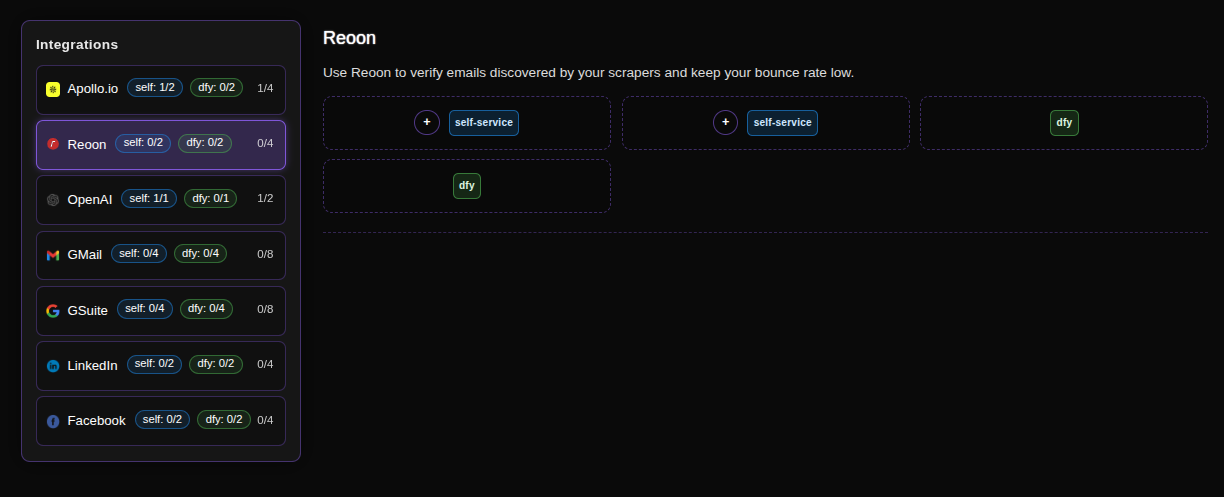 Integrations
Apollo.io self: 1/2 dfy: 0/2 1/4
Reoon self: 0/2 dfy: 0/2 0/4
OpenAI self: 1/1 dfy: 0/1 1/2
GMail self: 0/4 dfy: 0/4 0/8
GSuite self: 0/4 dfy: 0/4 0/8
LinkedIn self: 0/2 dfy: 0/2 0/4
Facebook self: 0/2 dfy: 0/2 0/4
Reoon
Use Reoon to verify emails discovered by your scrapers and keep your bounce rate low.
+ self-service + self-service dfy
dfy